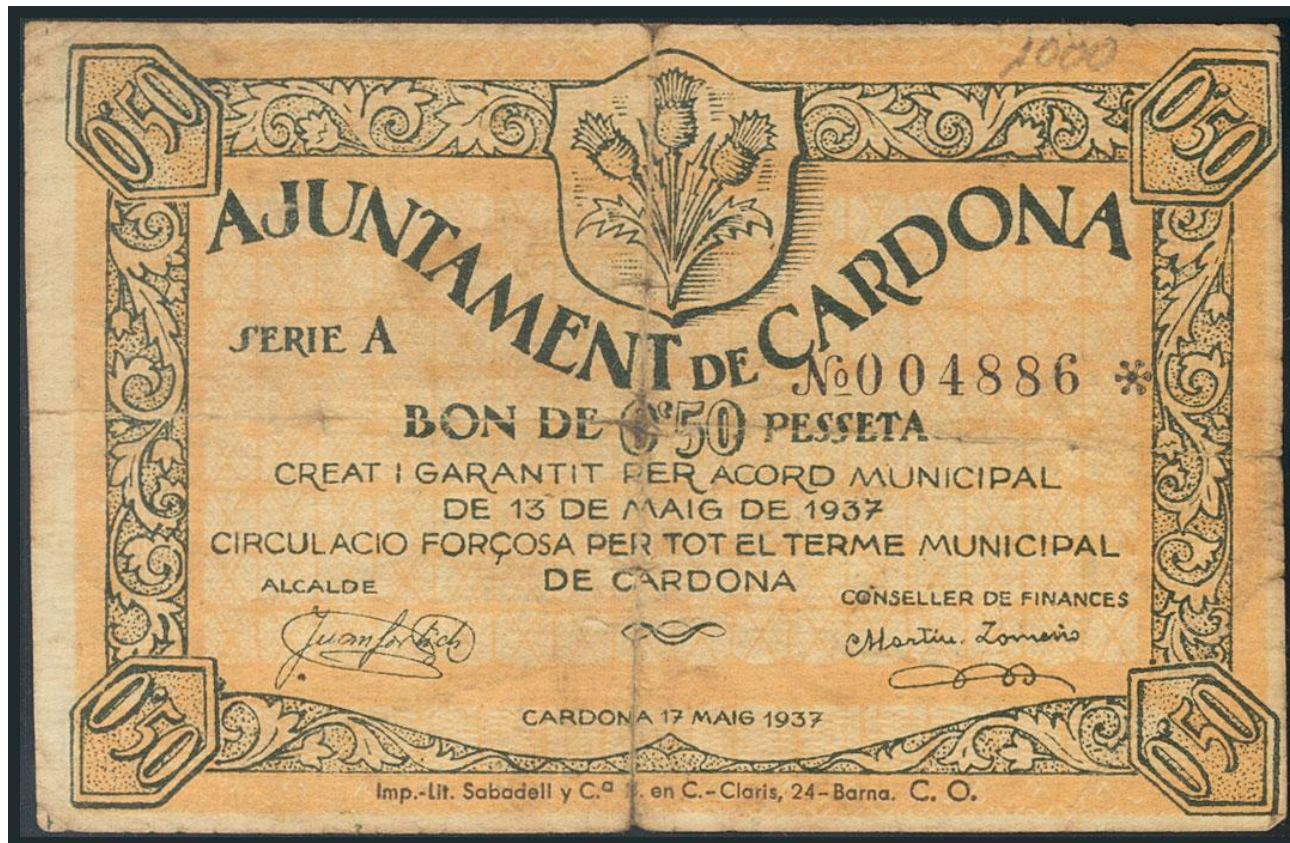 1000
0'50 0'50
AJUNTAMENT DE CARDONA
SERIE A
Nº004886 *
BON DE 0'50 PESSETA
CREAT I GARANTIT PER ACORD MUNICIPAL
DE 13 DE MAIG DE 1937
CIRCULACIO FORÇOSA PER TOT EL TERME MUNICIPAL
DE CARDONA
ALCALDE
CONSELLER DE FINANCES
Martín
CARDONA 17 MAIG 1937
0'50 0'50
Imp.-Lit. Sabadell y C.ª S. en C.-Claris, 24-Barna. C. O.